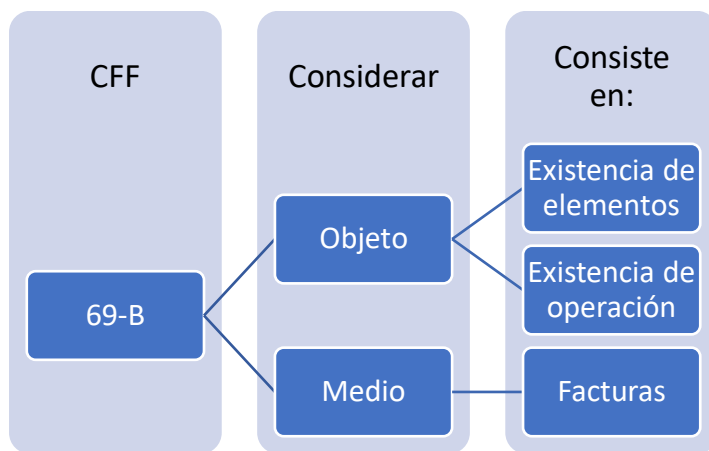 CFF
Considerar
Consiste
en:
69-B
Objeto
Medio
Existencia de
elementos
Existencia de
operación
Facturas